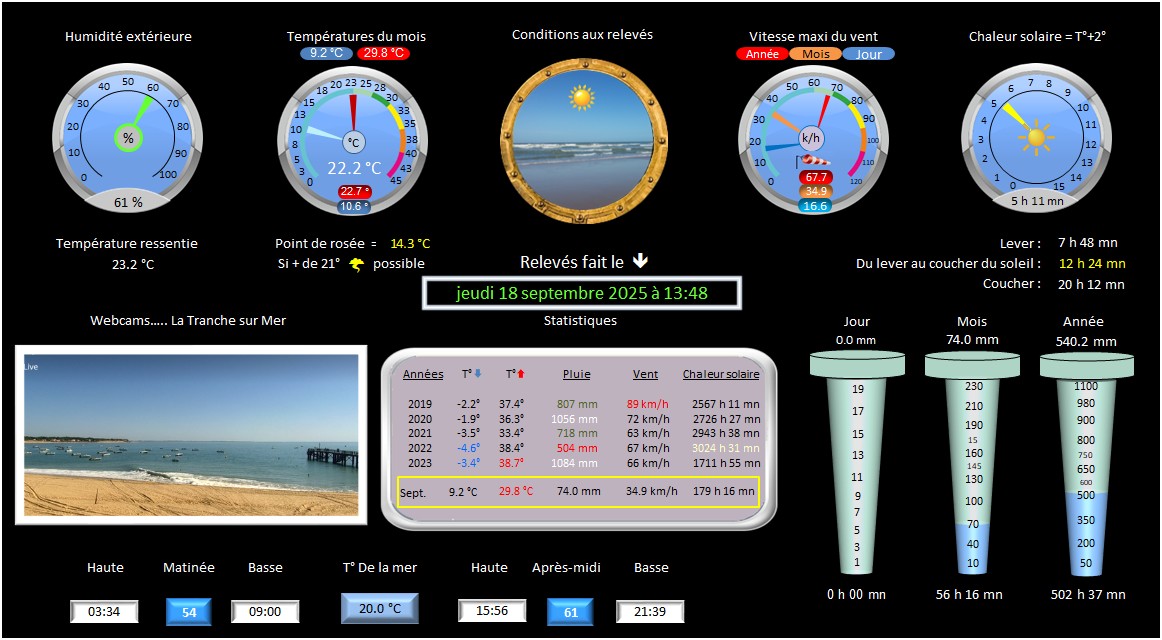 Humidité extérieure
Températures du mois
Conditions aux relevés
Vitesse maxi du vent
Chaleur solaire = T°+2°
9.2 °C 29.8 °C
Année Mois Jour
0 10 20 30 40 50 60 70 80 90 100
%
61 %
0 3 5 8 10 13 15 18 20 23 25 28 30 33 35 38 40 43 45
°C
22.2 °C
22.7 °
10.6 °
0 10 20 30 40 50 60 70 80 90 100 110 120
k/h
67.7
34.9
16.6
0 1 2 3 4 5 6 7 8 9 10 11 12 13 14 15
5 h 11 mn
Température ressentie
23.2 °C
Point de rosée = 14.3 °C
Si + de 21° possible
Relevés fait le
jeudi 18 septembre 2025 à 13:48
Lever : 7 h 48 mn
Du lever au coucher du soleil : 12 h 24 mn
Coucher : 20 h 12 mn
Webcams..... La Tranche sur Mer
Live
Statistiques
Années T° T° Pluie Vent Chaleur solaire
2019 -2.2° 37.4° 807 mm 89 km/h 2567 h 11 mn
2020 -1.9° 36.3° 1056 mm 72 km/h 2726 h 27 mn
2021 -3.5° 33.4° 718 mm 63 km/h 2943 h 38 mn
2022 -4.6° 38.4° 504 mm 67 km/h 3024 h 31 mn
2023 -3.4° 38.7° 1084 mm 66 km/h 1711 h 55 mn
Sept. 9.2 °C 29.8 °C 74.0 mm 34.9 km/h 179 h 16 mn
Jour
0.0 mm
19
17
15
13
11
9
7
5
3
1
0 h 00 mn
Mois
74.0 mm
230
210
190
15
160
145
130
100
70
40
10
56 h 16 mn
Année
540.2 mm
1100
980
900
800
750
650
600
500
350
200
50
502 h 37 mn
Haute Matinée Basse
03:34 54 09:00
T° De la mer
20.0 °C
Haute Après-midi Basse
15:56 61 21:39